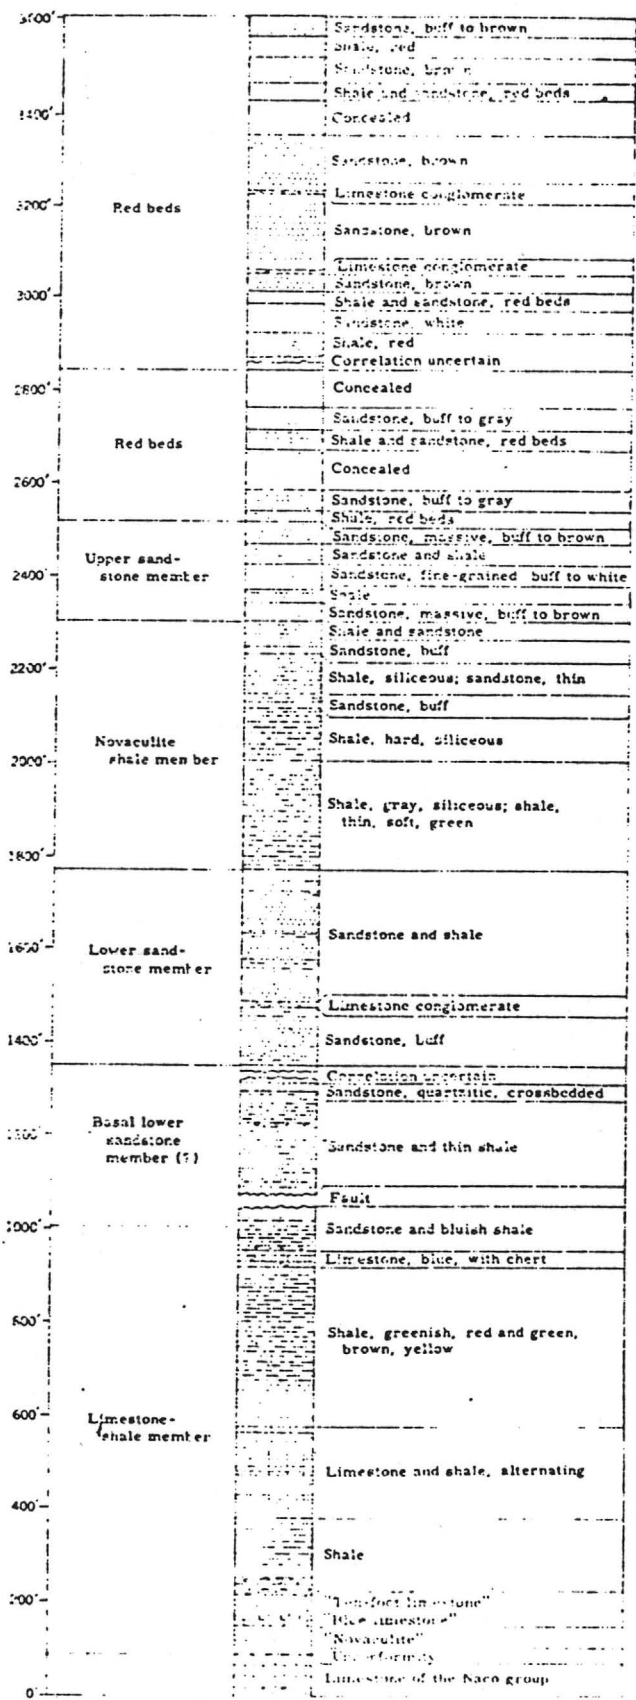 Sandstone, buff to brown
Shale, red
Sandstone, brown
Shale and sandstone, red beds
3400'
Concealed
Sandstone, brown
Limestone conglomerate
3200'
Red beds
Sandstone, brown
Limestone conglomerate
Sandstone, brown
3000'
Shale and sandstone, red beds
Sandstone, white
Shale, red
Correlation uncertain
2800'
Concealed
Sandstone, buff to gray
Red beds
Shale and sandstone, red beds
2600'
Concealed
Sandstone, buff to gray
Shale, red beds
Sandstone, massive, buff to brown
Upper sand-
stone member
Sandstone and shale
2400'
Sandstone, fine-grained buff to white
Shale
Sandstone, massive, buff to brown
Shale and sandstone
2200'
Sandstone, buff
Shale, siliceous; sandstone, thin
Sandstone, buff
Novaculite
shale member
Shale, hard, siliceous
2000'
Shale, gray, siliceous; shale,
thin, soft, green
1800'
Sandstone and shale
1600'
Lower sand-
stone member
Limestone conglomerate
1400'
Sandstone, buff
Correlation uncertain
Sandstone, quartzitic, crossbedded
1200'
Basal lower
sandstone
member (?)
Sandstone and thin shale
Fault
1000'
Sandstone and bluish shale
Limestone, blue, with chert
800'
Shale, greenish, red and green,
brown, yellow
600'
Limestone-
shale member
Limestone and shale, alternating
400'
Shale
200'
"Ten-foot limestone"
"Blue limestone"
"Novaculite"
Unconformity
Limestone of the Naco group
0'